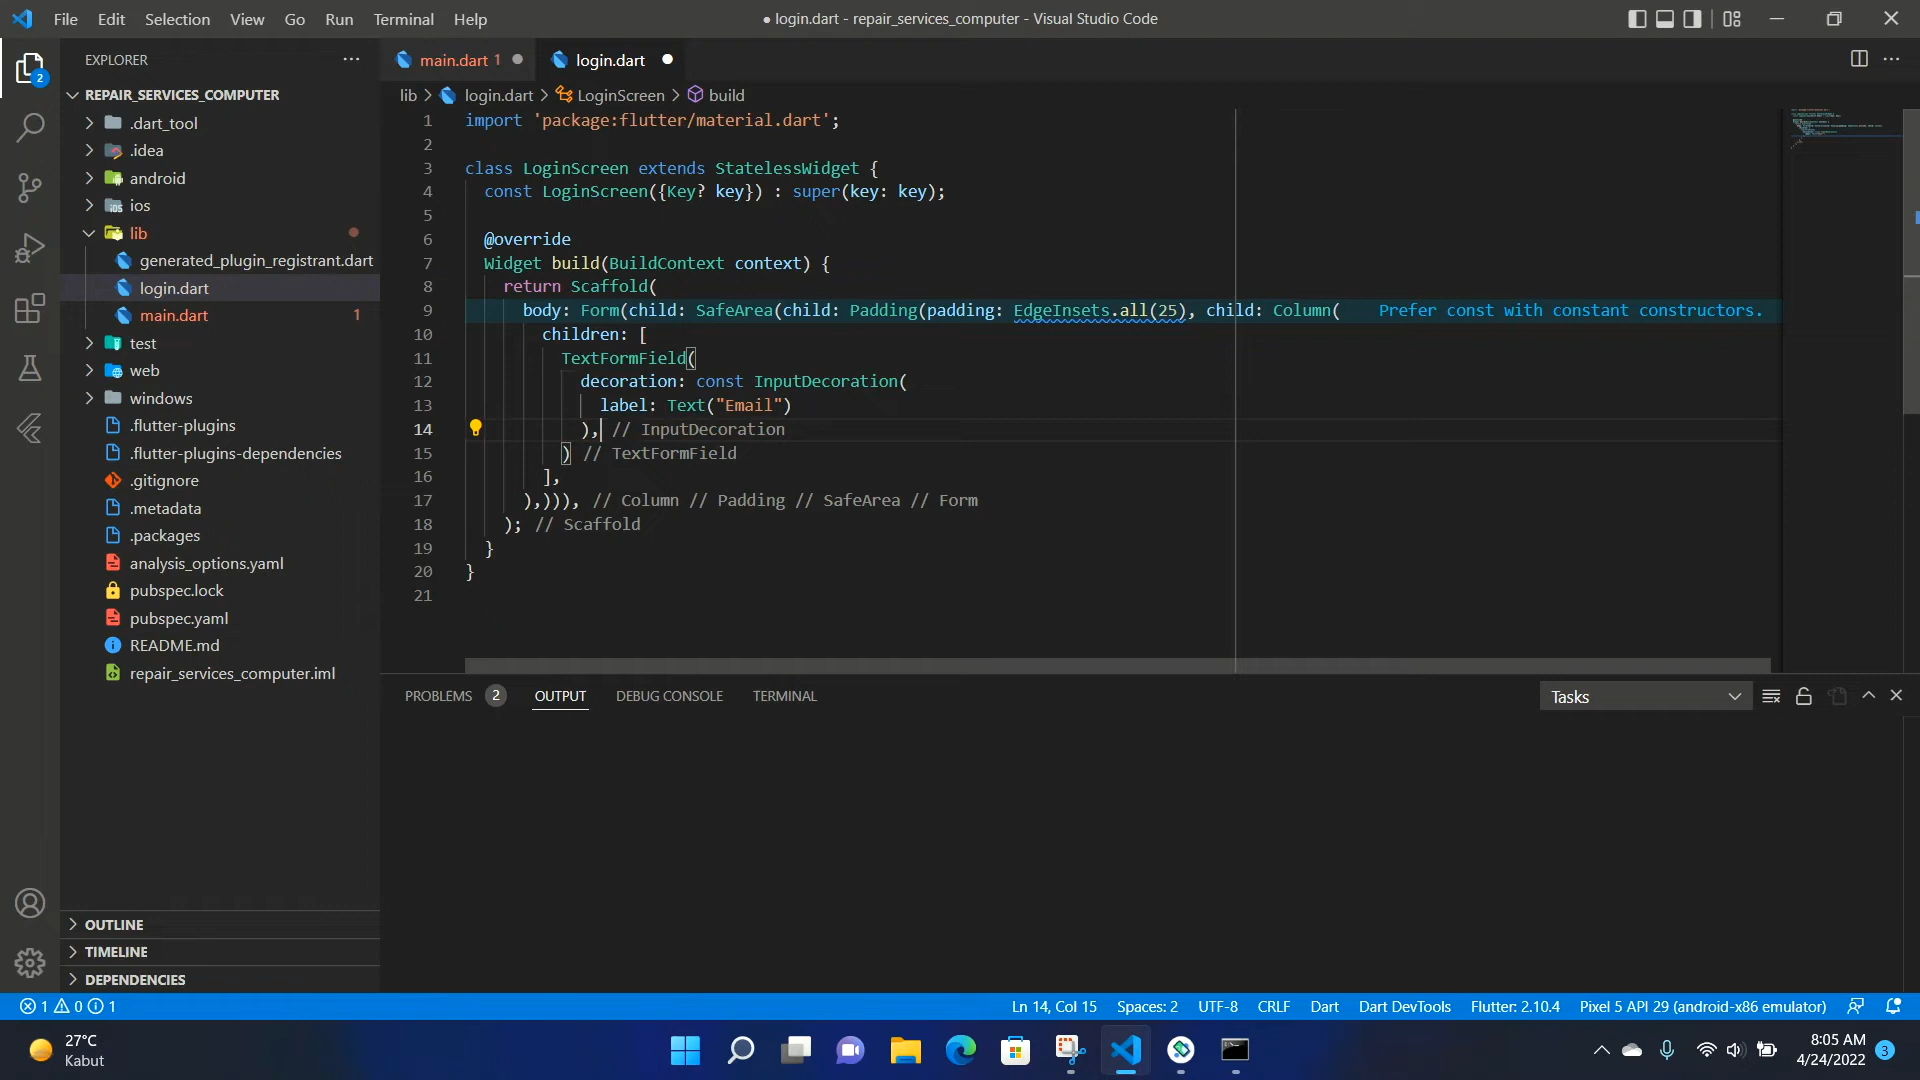 File Edit Selection View Go Run Terminal Help
● login.dart - repair_services_computer - Visual Studio Code
EXPLORER
2
REPAIR_SERVICES_COMPUTER
.dart_tool
.idea
android
ios
lib
generated_plugin_registrant.dart
login.dart
main.dart 1
test
web
windows
.flutter-plugins
.flutter-plugins-dependencies
.gitignore
.metadata
.packages
analysis_options.yaml
pubspec.lock
pubspec.yaml
README.md
repair_services_computer.iml
OUTLINE
TIMELINE
DEPENDENCIES
main.dart 1
login.dart
lib > login.dart > LoginScreen > build
1 import 'package:flutter/material.dart';
2
3 class LoginScreen extends StatelessWidget {
4 const LoginScreen({Key? key}) : super(key: key);
5
6 @override
7 Widget build(BuildContext context) {
8 return Scaffold(
9 body: Form(child: SafeArea(child: Padding(padding: EdgeInsets.all(25), child: Column( Prefer const with constant constructors.
10 children: [
11 TextFormField(
12 decoration: const InputDecoration(
13 label: Text("Email")
14 ), // InputDecoration
15 ) // TextFormField
16 ],
17 ),))), // Column // Padding // SafeArea // Form
18 ); // Scaffold
19 }
20 }
21
PROBLEMS 2 OUTPUT DEBUG CONSOLE TERMINAL
Tasks
1 0 1
Ln 14, Col 15 Spaces: 2 UTF-8 CRLF Dart Dart DevTools Flutter: 2.10.4 Pixel 5 API 29 (android-x86 emulator)
27°C
Kabut
8:05 AM
4/24/2022
3